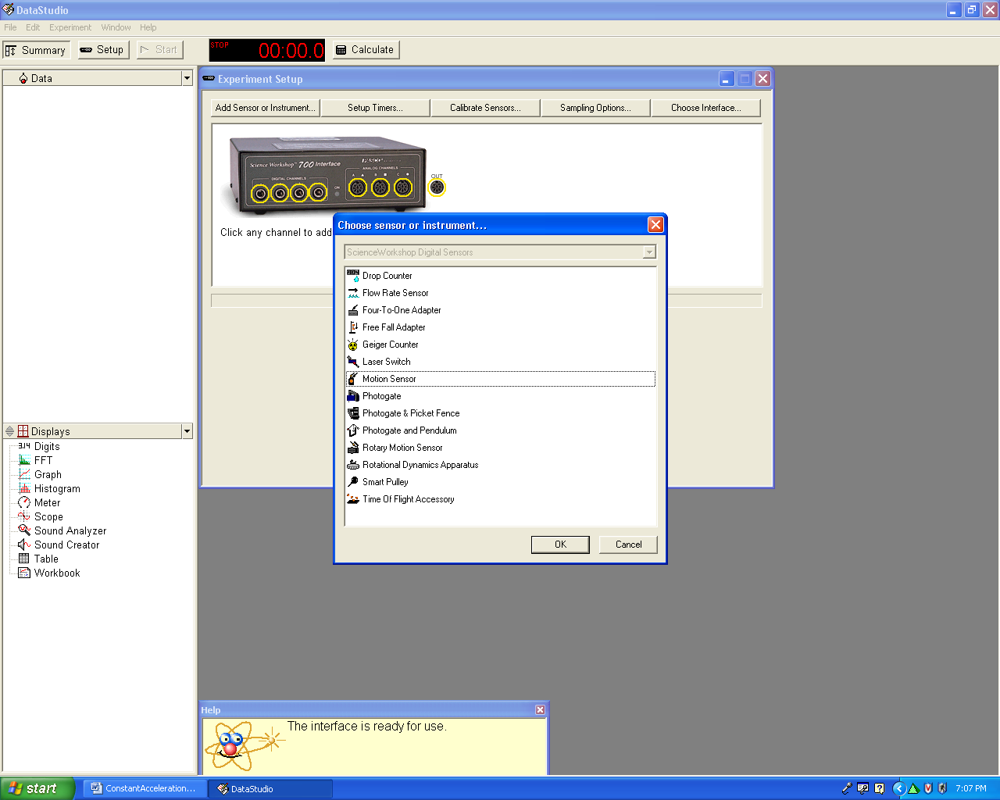 DataStudio
File Edit Experiment Window Help
Summary Setup Start STOP 00:00.0 Calculate
Data
Experiment Setup
Add Sensor or Instrument... Setup Timers... Calibrate Sensors... Sampling Options... Choose Interface...
Science Workshop™ 700 Interface
PASCO
ANALOG CHANNELS
A B C
DIGITAL CHANNELS
ON
OUT
Click any channel to add
Choose sensor or instrument...
ScienceWorkshop Digital Sensors
Drop Counter
Flow Rate Sensor
Four-To-One Adapter
Free Fall Adapter
Geiger Counter
Laser Switch
Motion Sensor
Photogate
Photogate & Picket Fence
Photogate and Pendulum
Rotary Motion Sensor
Rotational Dynamics Apparatus
Smart Pulley
Time Of Flight Accessory
OK Cancel
Displays
3.14 Digits
FFT
Graph
Histogram
Meter
Scope
Sound Analyzer
Sound Creator
Table
Workbook
Help
The interface is ready for use.
start ConstantAcceleration... DataStudio 7:07 PM